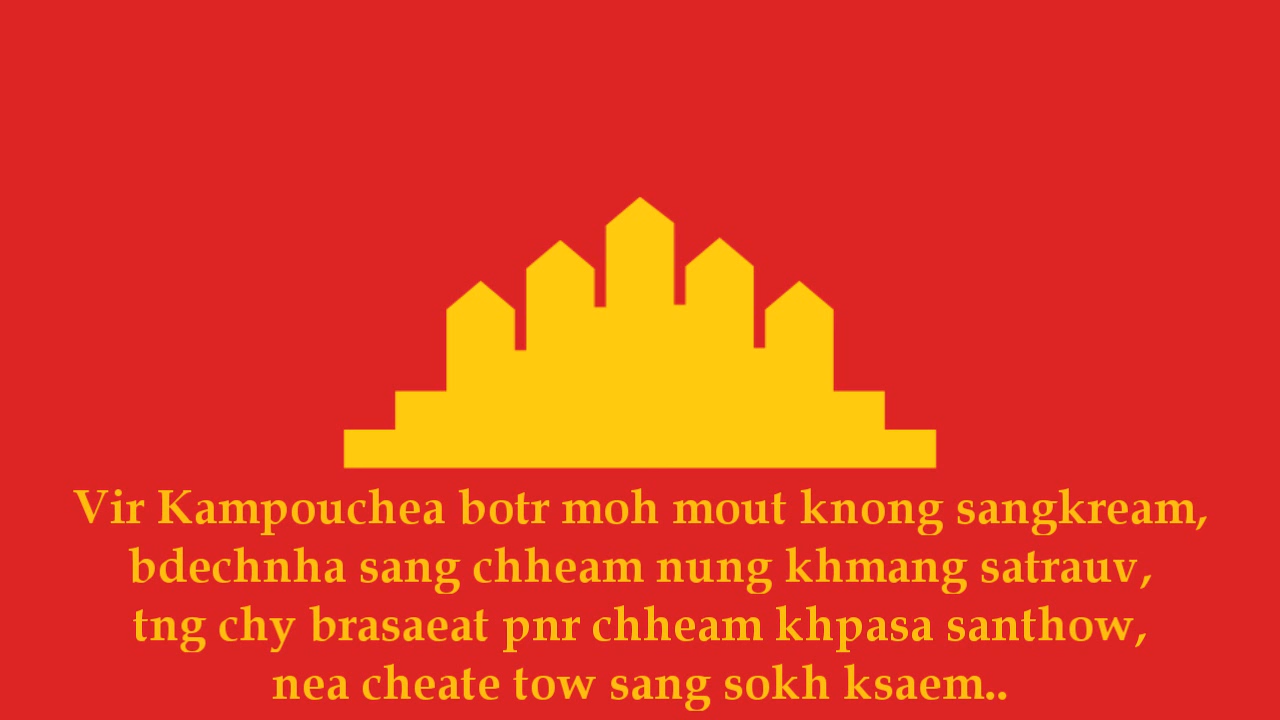 Vir Kampouchea botr moh mout knong sangkream,
bdechnha sang chheam nung khmang satrauv,
tng chy brasaeat pnr chheam khpasa santhow,
nea cheate tow sang sokh ksaem..